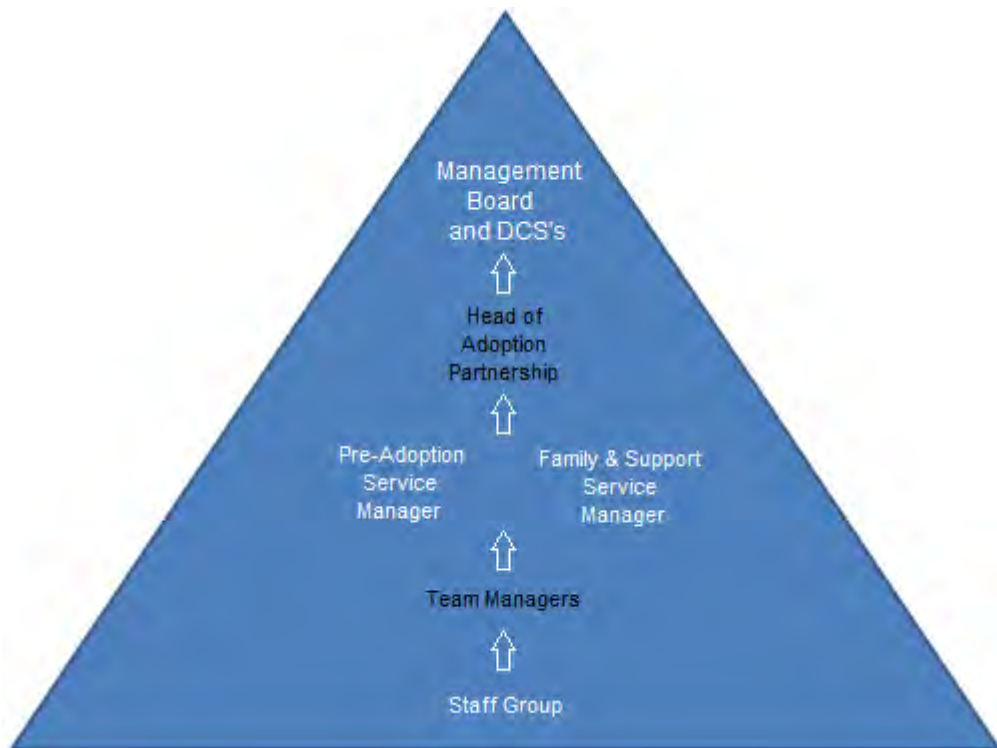 Management
Board
and DCS's
Head of
Adoption
Partnership
Pre-Adoption
Service
Manager
Family & Support
Service
Manager
Team Managers
Staff Group